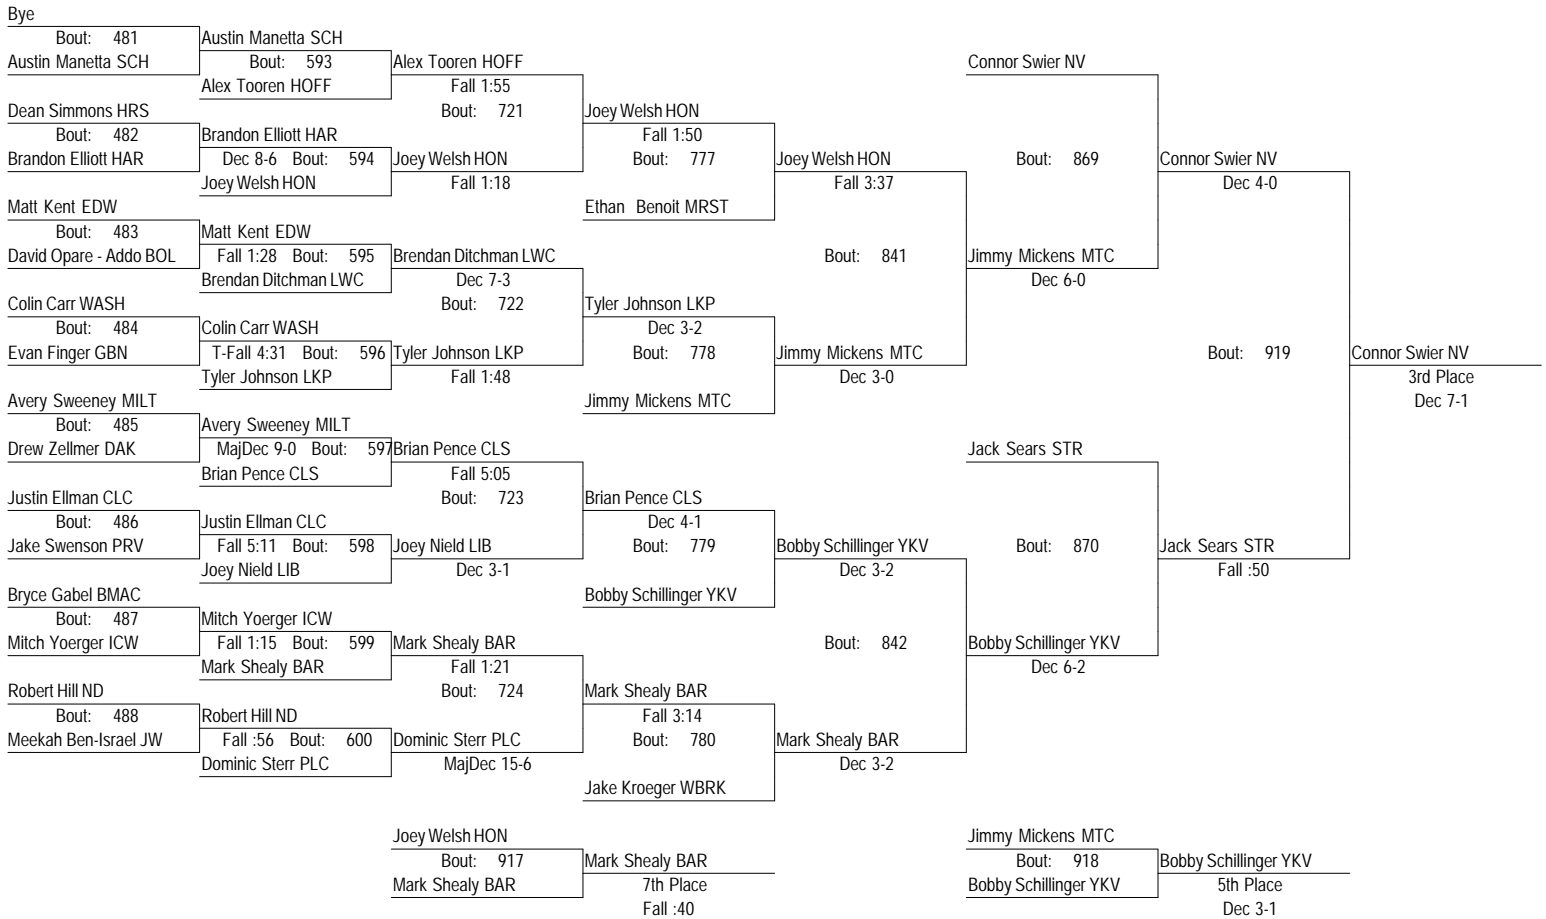 Bye
Bout: 481 Austin Manetta SCH
Austin Manetta SCH Bout: 593 Alex Tooren HOFF Connor Swier NV
Alex Tooren HOFF Fall 1:55
Dean Simmons HRS Bout: 721 Joey Welsh HON
Bout: 482 Brandon Elliott HAR Fall 1:50
Brandon Elliott HAR Dec 8-6 Bout: 594 Joey Welsh HON Bout: 777 Joey Welsh HON Bout: 869 Connor Swier NV
Joey Welsh HON Fall 1:18 Fall 3:37 Dec 4-0
Matt Kent EDW Ethan Benoit MRST
Bout: 483 Matt Kent EDW
David Opare - Addo BOL Fall 1:28 Bout: 595 Brendan Ditchman LWC Bout: 841 Jimmy Mickens MTC
Brendan Ditchman LWC Dec 7-3 Dec 6-0
Colin Carr WASH Bout: 722 Tyler Johnson LKP
Bout: 484 Colin Carr WASH Dec 3-2
Evan Finger GBN T-Fall 4:31 Bout: 596 Tyler Johnson LKP Bout: 778 Jimmy Mickens MTC Bout: 919 Connor Swier NV
Tyler Johnson LKP Fall 1:48 Dec 3-0 3rd Place
Avery Sweeney MILT Jimmy Mickens MTC Dec 7-1
Bout: 485 Avery Sweeney MILT
Drew Zellmer DAK MajDec 9-0 Bout: 597 Brian Pence CLS Jack Sears STR
Brian Pence CLS Fall 5:05
Justin Ellman CLC Bout: 723 Brian Pence CLS
Bout: 486 Justin Ellman CLC Dec 4-1
Jake Swenson PRV Fall 5:11 Bout: 598 Joey Nield LIB Bout: 779 Bobby Schillinger YKV Bout: 870 Jack Sears STR
Joey Nield LIB Dec 3-1 Dec 3-2 Fall :50
Bryce Gabel BMAC Bobby Schillinger YKV
Bout: 487 Mitch Yoerger ICW
Mitch Yoerger ICW Fall 1:15 Bout: 599 Mark Shealy BAR Bout: 842 Bobby Schillinger YKV
Mark Shealy BAR Fall 1:21 Dec 6-2
Robert Hill ND Bout: 724 Mark Shealy BAR
Bout: 488 Robert Hill ND Fall 3:14
Meekah Ben-Israel JW Fall :56 Bout: 600 Dominic Sterr PLC Bout: 780 Mark Shealy BAR
Dominic Sterr PLC MajDec 15-6 Dec 3-2
Jake Kroeger WBRK
Joey Welsh HON Jimmy Mickens MTC
Bout: 917 Mark Shealy BAR Bout: 918 Bobby Schillinger YKV
Mark Shealy BAR 7th Place Bobby Schillinger YKV 5th Place
Fall :40 Dec 3-1